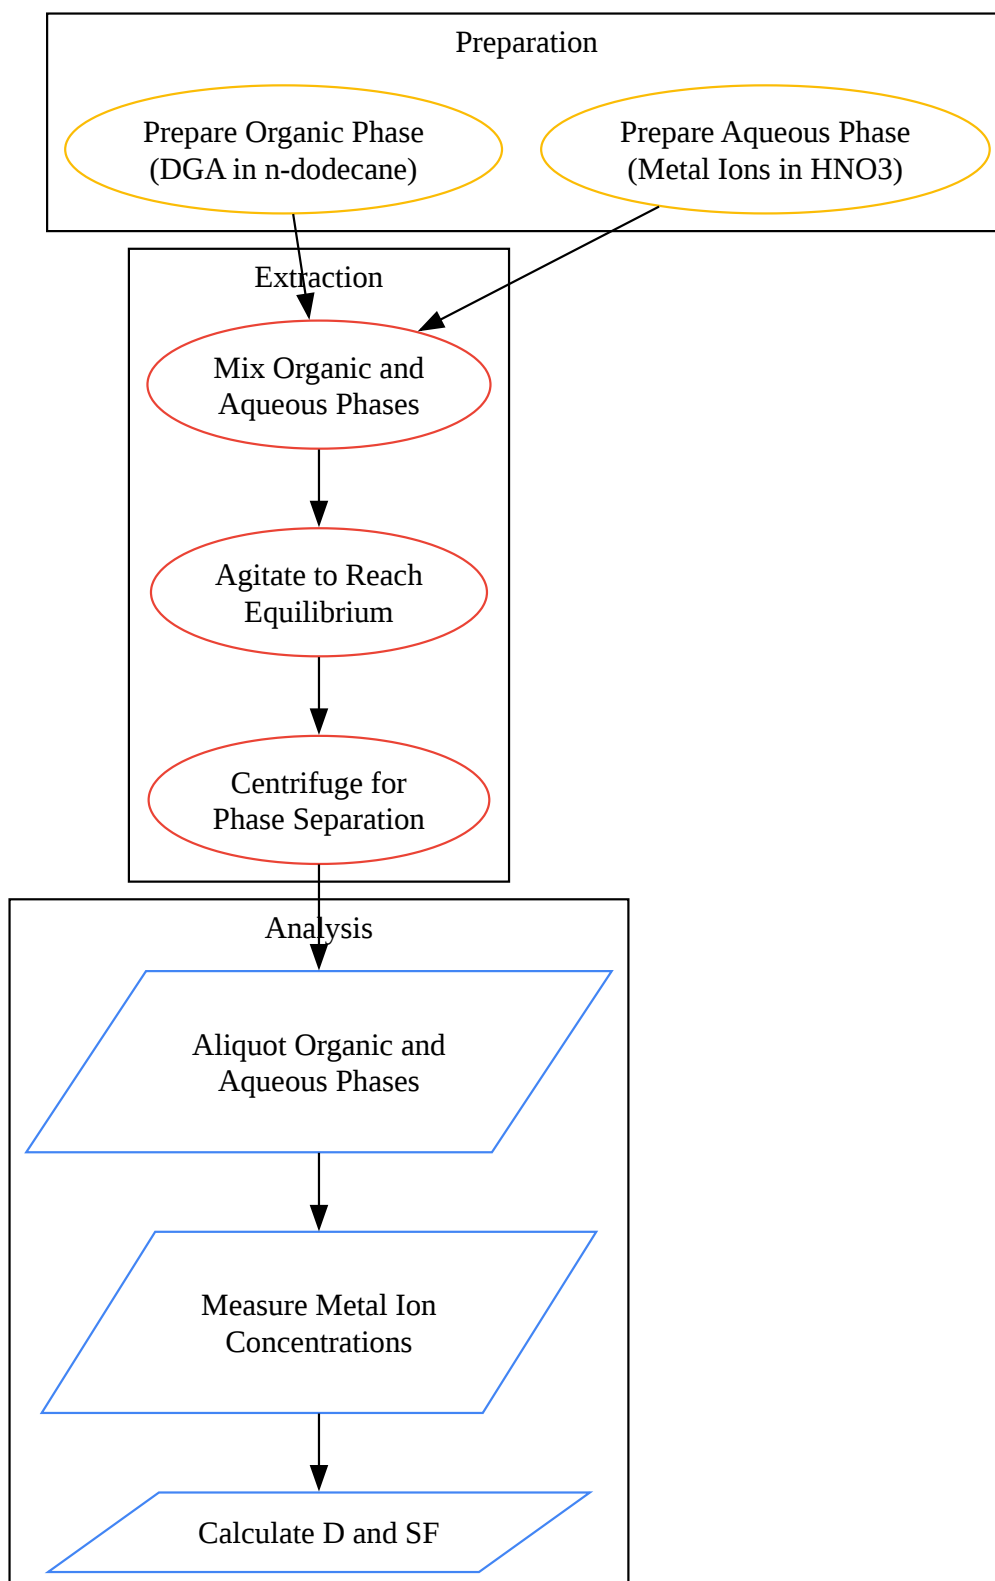 Preparation
Prepare Organic Phase
(DGA in n-dodecane)
Prepare Aqueous Phase
(Metal Ions in HNO3)
Extraction
Mix Organic and
Aqueous Phases
Agitate to Reach
Equilibrium
Centrifuge for
Phase Separation
Analysis
Aliquot Organic and
Aqueous Phases
Measure Metal Ion
Concentrations
Calculate D and SF